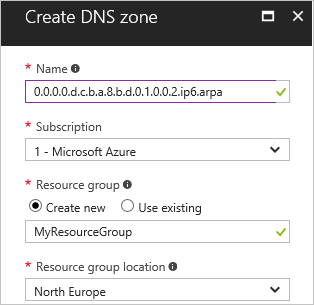 Create DNS zone
* Name
0.0.0.0.d.c.b.a.8.b.d.0.1.0.0.2.ip6.arpa
* Subscription
1 - Microsoft Azure
* Resource group
Create new Use existing
MyResourceGroup
* Resource group location
North Europe